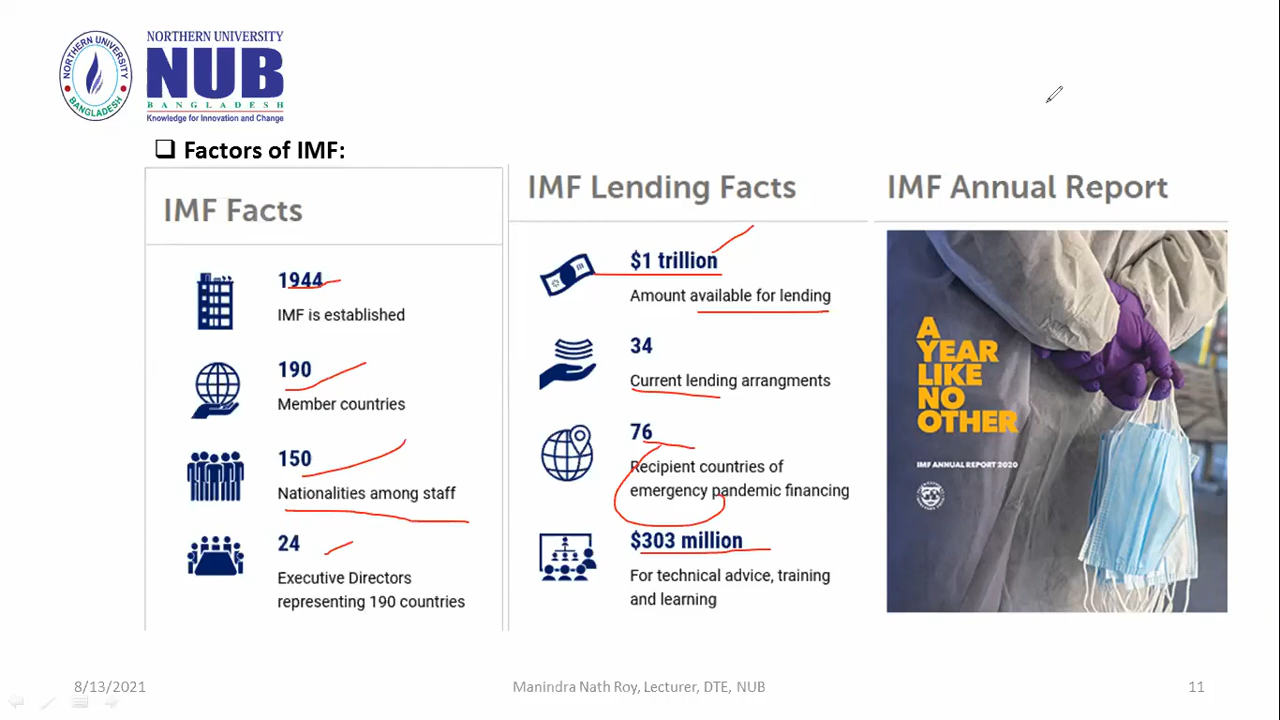 NORTHERN UNIVERSITY
BANGLADESH
NORTHERN UNIVERSITY
NUB
BANGLADESH
Knowledge for Innovation and Change
Factors of IMF:
IMF Facts
1944
IMF is established
190
Member countries
150
Nationalities among staff
24
Executive Directors
representing 190 countries
IMF Lending Facts
$1 trillion
Amount available for lending
34
Current lending arrangments
76
Recipient countries of
emergency pandemic financing
$303 million
For technical advice, training
and learning
IMF Annual Report
A
YEAR
LIKE
NO
OTHER
IMF ANNUAL REPORT 2020
8/13/2021
Manindra Nath Roy, Lecturer, DTE, NUB
11